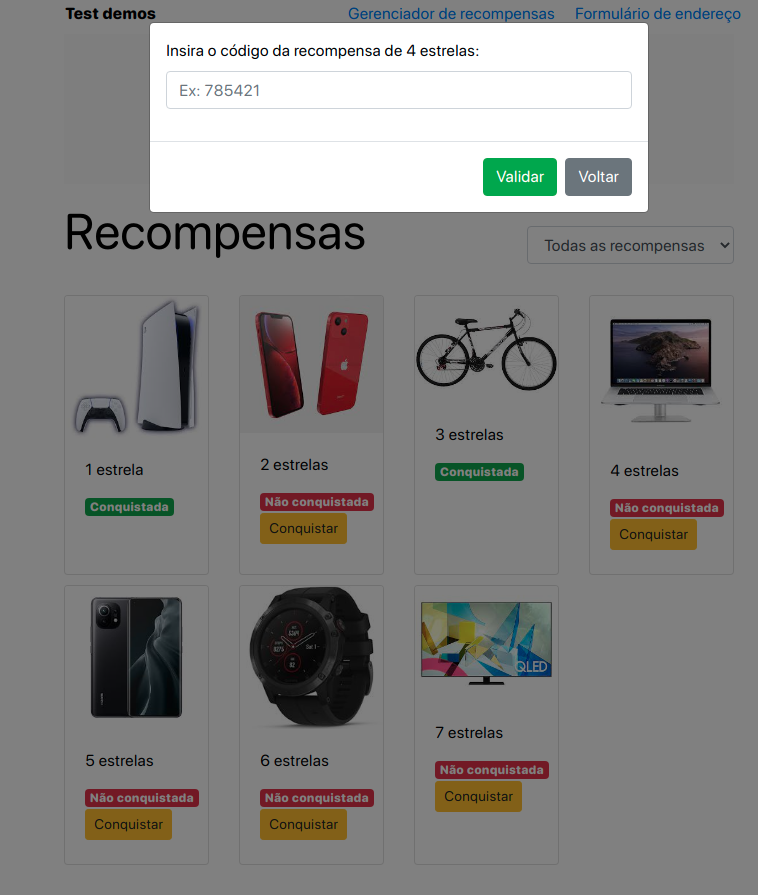 Test demos
Gerenciador de recompensas
Formulário de endereço
Insira o código da recompensa de 4 estrelas:
Ex: 785421
Validar
Voltar
Recompensas
Todas as recompensas
1 estrela
Conquistada
2 estrelas
Não conquistada
Conquistar
3 estrelas
Conquistada
4 estrelas
Não conquistada
Conquistar
5 estrelas
Não conquistada
Conquistar
6 estrelas
Não conquistada
Conquistar
QLED
7 estrelas
Não conquistada
Conquistar